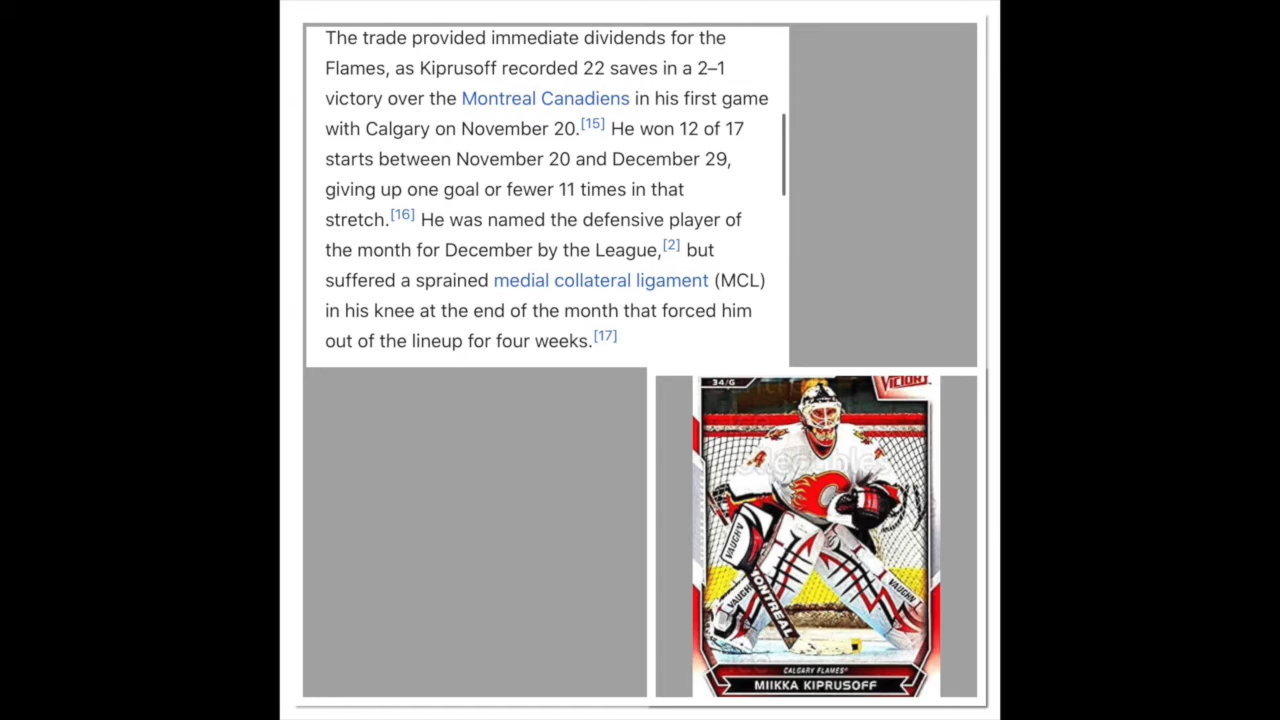 The trade provided immediate dividends for the
Flames, as Kiprusoff recorded 22 saves in a 2–1
victory over the Montreal Canadiens in his first game
with Calgary on November 20.[15] He won 12 of 17
starts between November 20 and December 29,
giving up one goal or fewer 11 times in that
stretch.[16] He was named the defensive player of
the month for December by the League,[2] but
suffered a sprained medial collateral ligament (MCL)
in his knee at the end of the month that forced him
out of the lineup for four weeks.[17]
34/G
VICTORY
VAUGHN
VAUGHN
VAUGHN
MONTREAL
CALGARY FLAMES
MIIKKA KIPRUSOFF